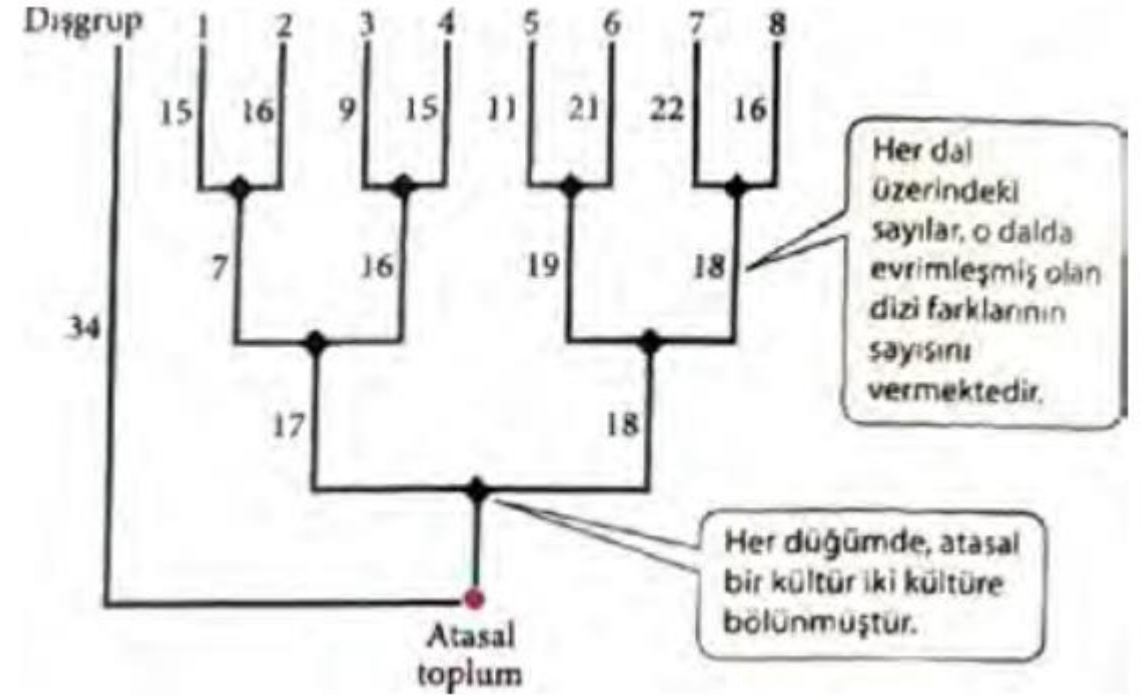 Dışgrup 1 2 3 4 5 6 7 8
15 16 9 15 11 21 22 16
Her dal
üzerindeki
sayılar, o dalda
evrimleşmiş olan
dizi farklarının
sayısını
vermektedir.
7 16 19 18
34
17 18
Her düğümde, atasal
bir kültür iki kültüre
bölünmüştür.
Atasal
toplum